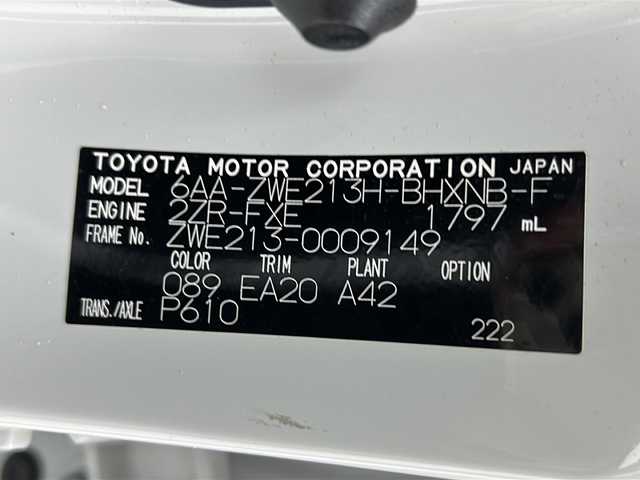 TOYOTA MOTOR CORPORATION JAPAN
MODEL 6AA-ZWE213H-BHXNB-F
ENGINE 2ZR-FXE 1797 mL
FRAME No. ZWE213-0009149
COLOR TRIM PLANT OPTION
089 EA20 A42
TRANS./AXLE P610
222